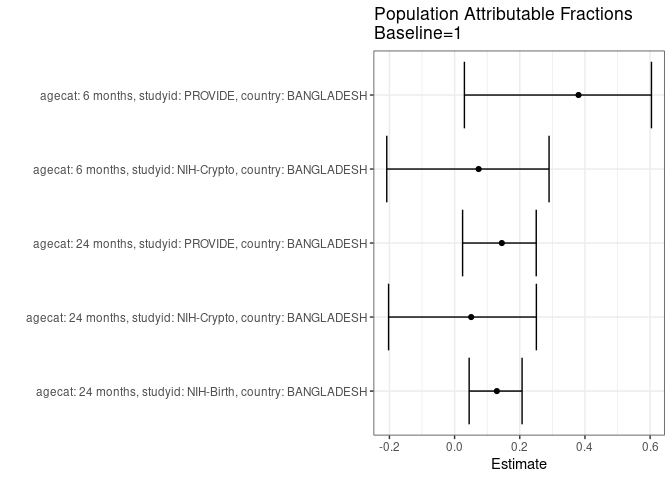 Population Attributable Fractions
Baseline=1
agecat: 6 months, studyid: PROVIDE, country: BANGLADESH
agecat: 6 months, studyid: NIH-Crypto, country: BANGLADESH
agecat: 24 months, studyid: PROVIDE, country: BANGLADESH
agecat: 24 months, studyid: NIH-Crypto, country: BANGLADESH
agecat: 24 months, studyid: NIH-Birth, country: BANGLADESH
-0.2 0.0 0.2 0.4 0.6
Estimate